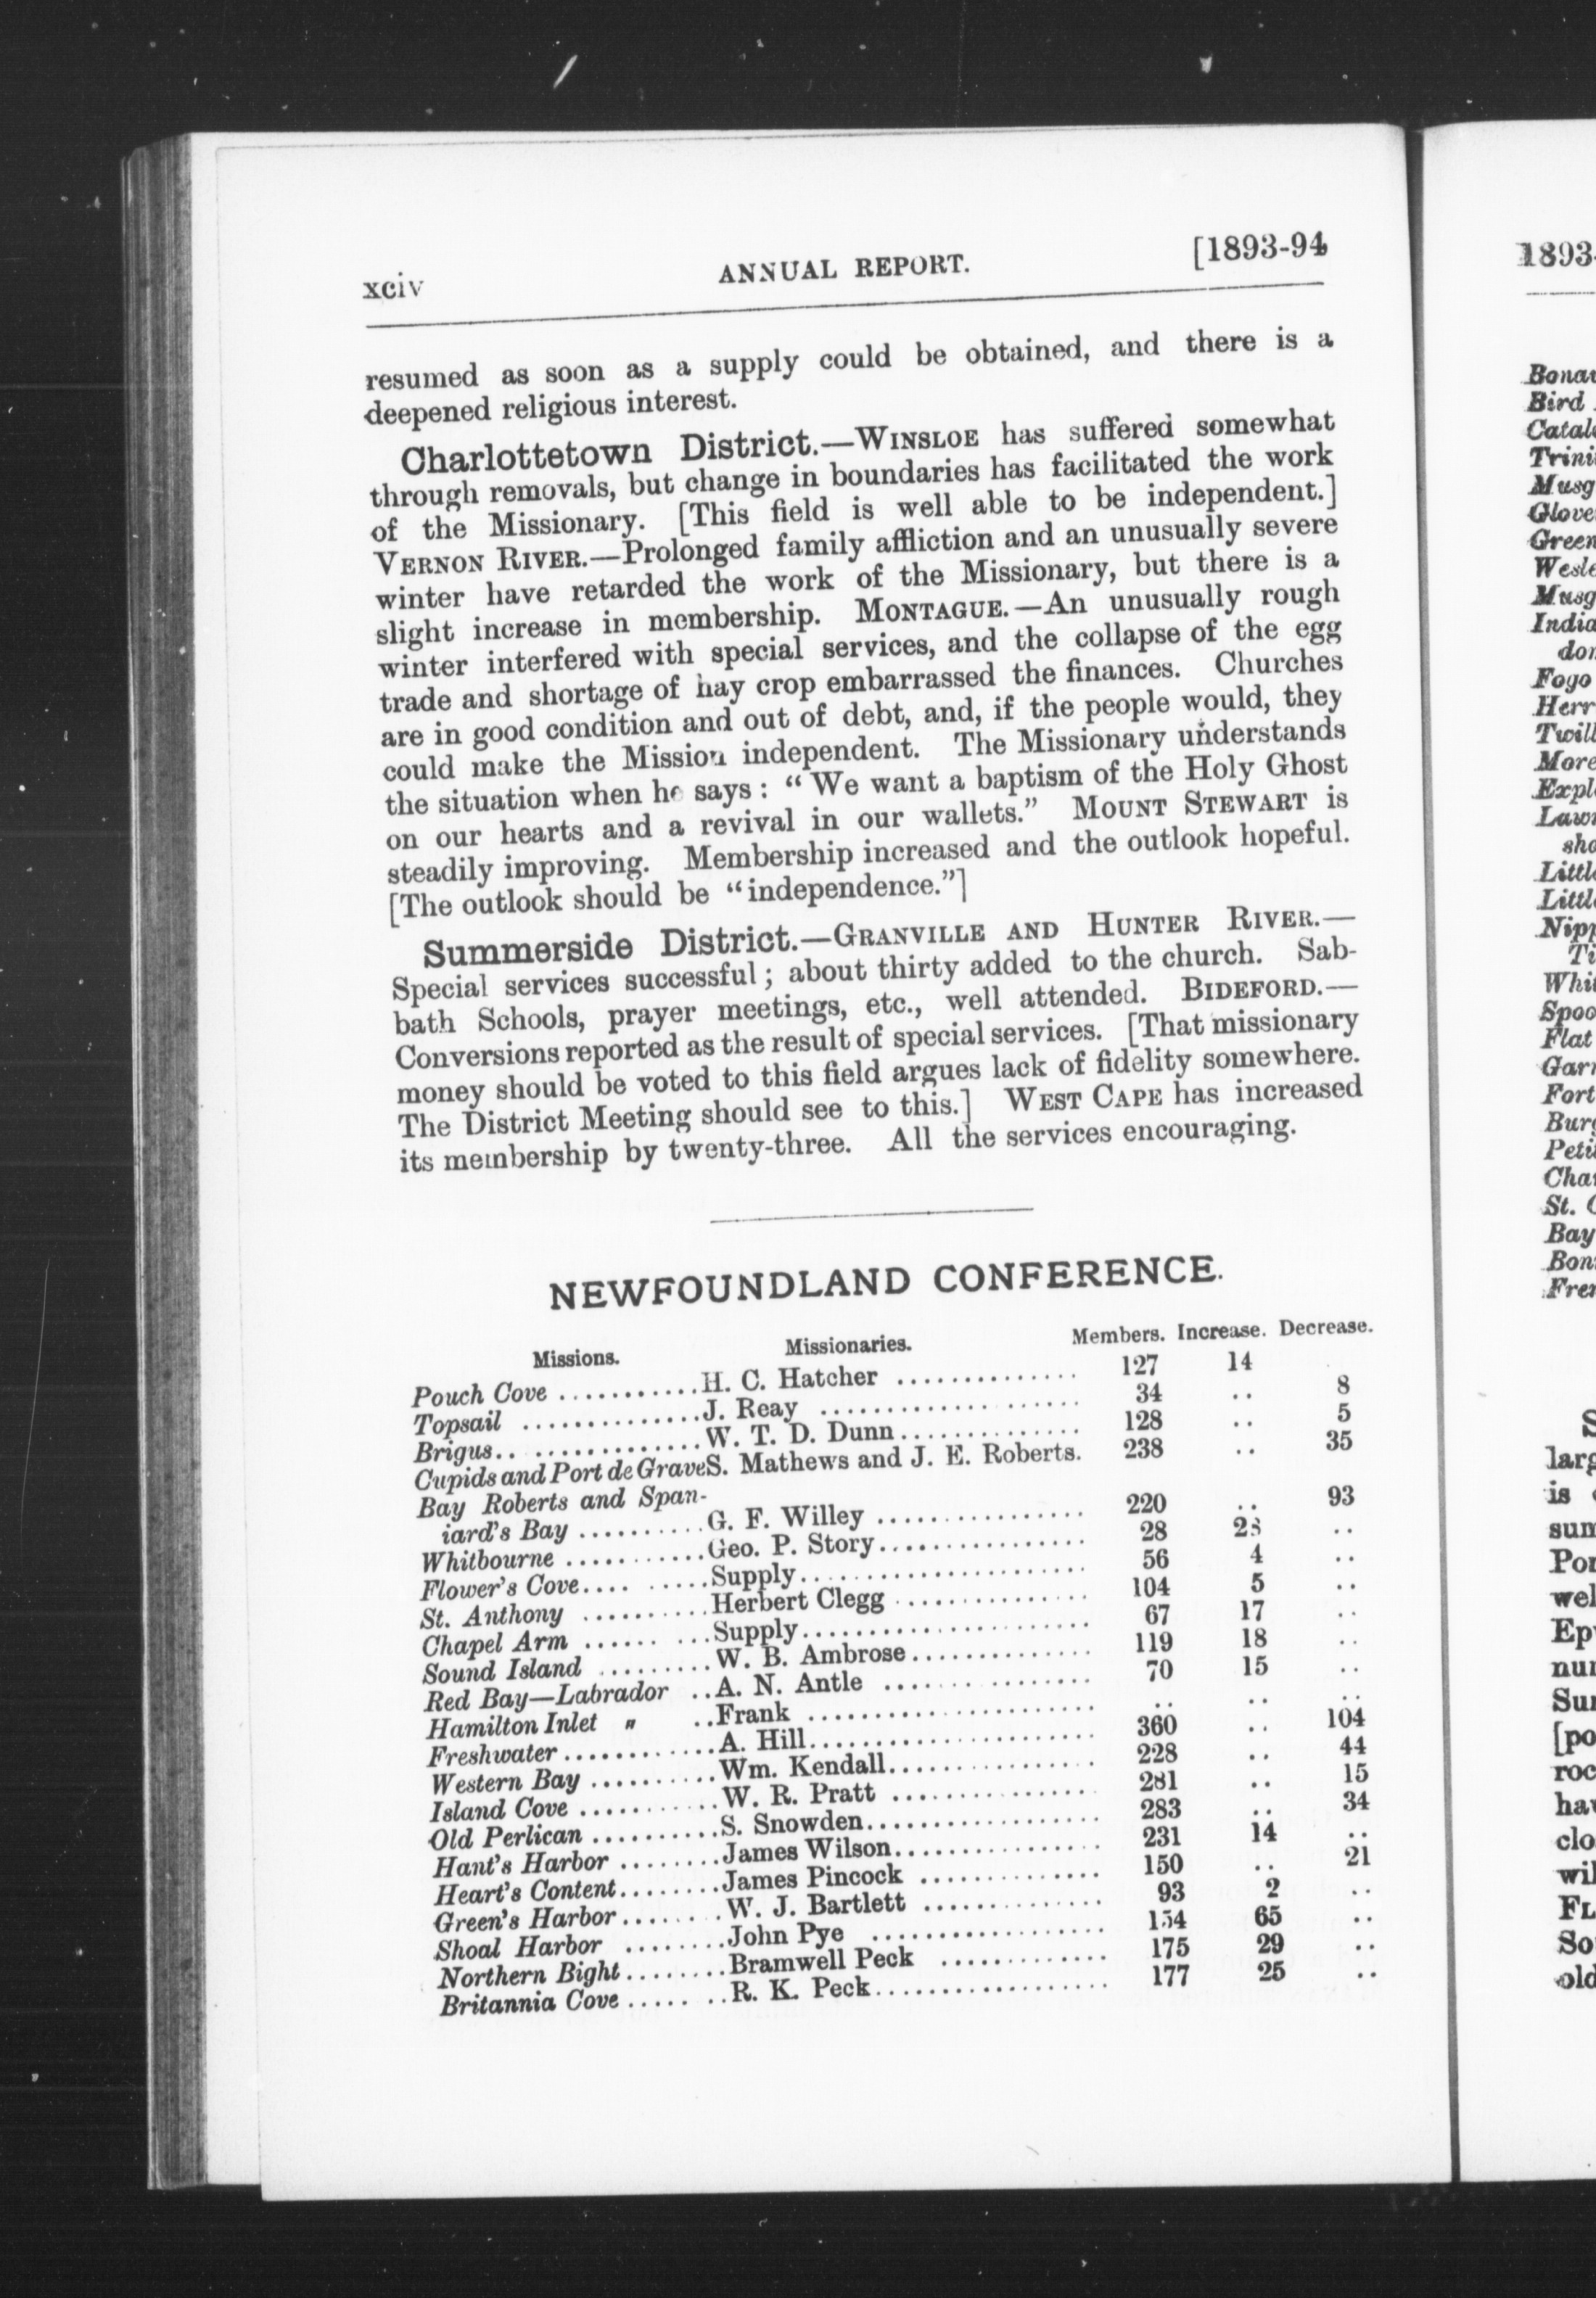 xciv ANNUAL REPORT. [1893-94
resumed as soon as a supply could be obtained, and there is a
deepened religious interest.
Charlottetown District.—WINSLOE has suffered somewhat
through removals, but change in boundaries has facilitated the work
of the Missionary. [This field is well able to be independent.]
VERNON RIVER.—Prolonged family affliction and an unusually severe
winter have retarded the work of the Missionary, but there is a
slight increase in membership. MONTAGUE.—An unusually rough
winter interfered with special services, and the collapse of the egg
trade and shortage of hay crop embarrassed the finances. Churches
are in good condition and out of debt, and, if the people would, they
could make the Mission independent. The Missionary understands
the situation when he says : “We want a baptism of the Holy Ghost
on our hearts and a revival in our wallets.” MOUNT STEWART is
steadily improving. Membership increased and the outlook hopeful.
[The outlook should be “independence.”]
Summerside District.—GRANVILLE AND HUNTER RIVER.—
Special services successful ; about thirty added to the church. Sab-
bath Schools, prayer meetings, etc., well attended. BIDEFORD.—
Conversions reported as the result of special services. [That missionary
money should be voted to this field argues lack of fidelity somewhere.
The District Meeting should see to this.] WEST CAPE has increased
its membership by twenty-three. All the services encouraging.
NEWFOUNDLAND CONFERENCE.
Missions. Missionaries. Members. Increase. Decrease.
Pouch Cove ........... H. C. Hatcher .............. 127 14
Topsail .............. J. Reay .................... 34 .. 8
Brigus.. ............. W. T. D. Dunn .............. 128 .. 5
Cupids and Port de Grave S. Mathews and J. E. Roberts. 238 .. 35
Bay Roberts and Span-
iard's Bay .......... G. F. Willey ................ 220 .. 93
Whitbourne ........... Geo. P. Story ................ 28 28 ..
Flower's Cove.... ..... Supply ...................... 56 4 ..
St. Anthony .......... Herbert Clegg ............... 104 5 ..
Chapel Arm ...... ... Supply ...................... 67 17 ..
Sound Island ......... W. B. Ambrose .............. 119 18 ..
Red Bay—Labrador .. A. N. Antle ................ 70 15 ..
Hamilton Inlet " .. Frank ...................... .. .. ..
Freshwater ............ A. Hill ...................... 360 .. 104
Western Bay .......... Wm. Kendall ................ 228 .. 44
Island Cove ........... W. R. Pratt ................ 281 .. 15
Old Perlican .......... S. Snowden .................. 283 .. 34
Hant's Harbor ........ James Wilson ................ 231 14 ..
Heart's Content ........ James Pincock .............. 150 .. 21
Green's Harbor ........ W. J. Bartlett .............. 93 2 ..
Shoal Harbor ........ John Pye .................. 154 65 ..
Northern Bight ........ Bramwell Peck ............. 175 29 ..
Britannia Cove ..... .. R. K. Peck .................. 177 25 ..
1893-
Bird
Fogo
Flat
Fort
St.
Bay
is